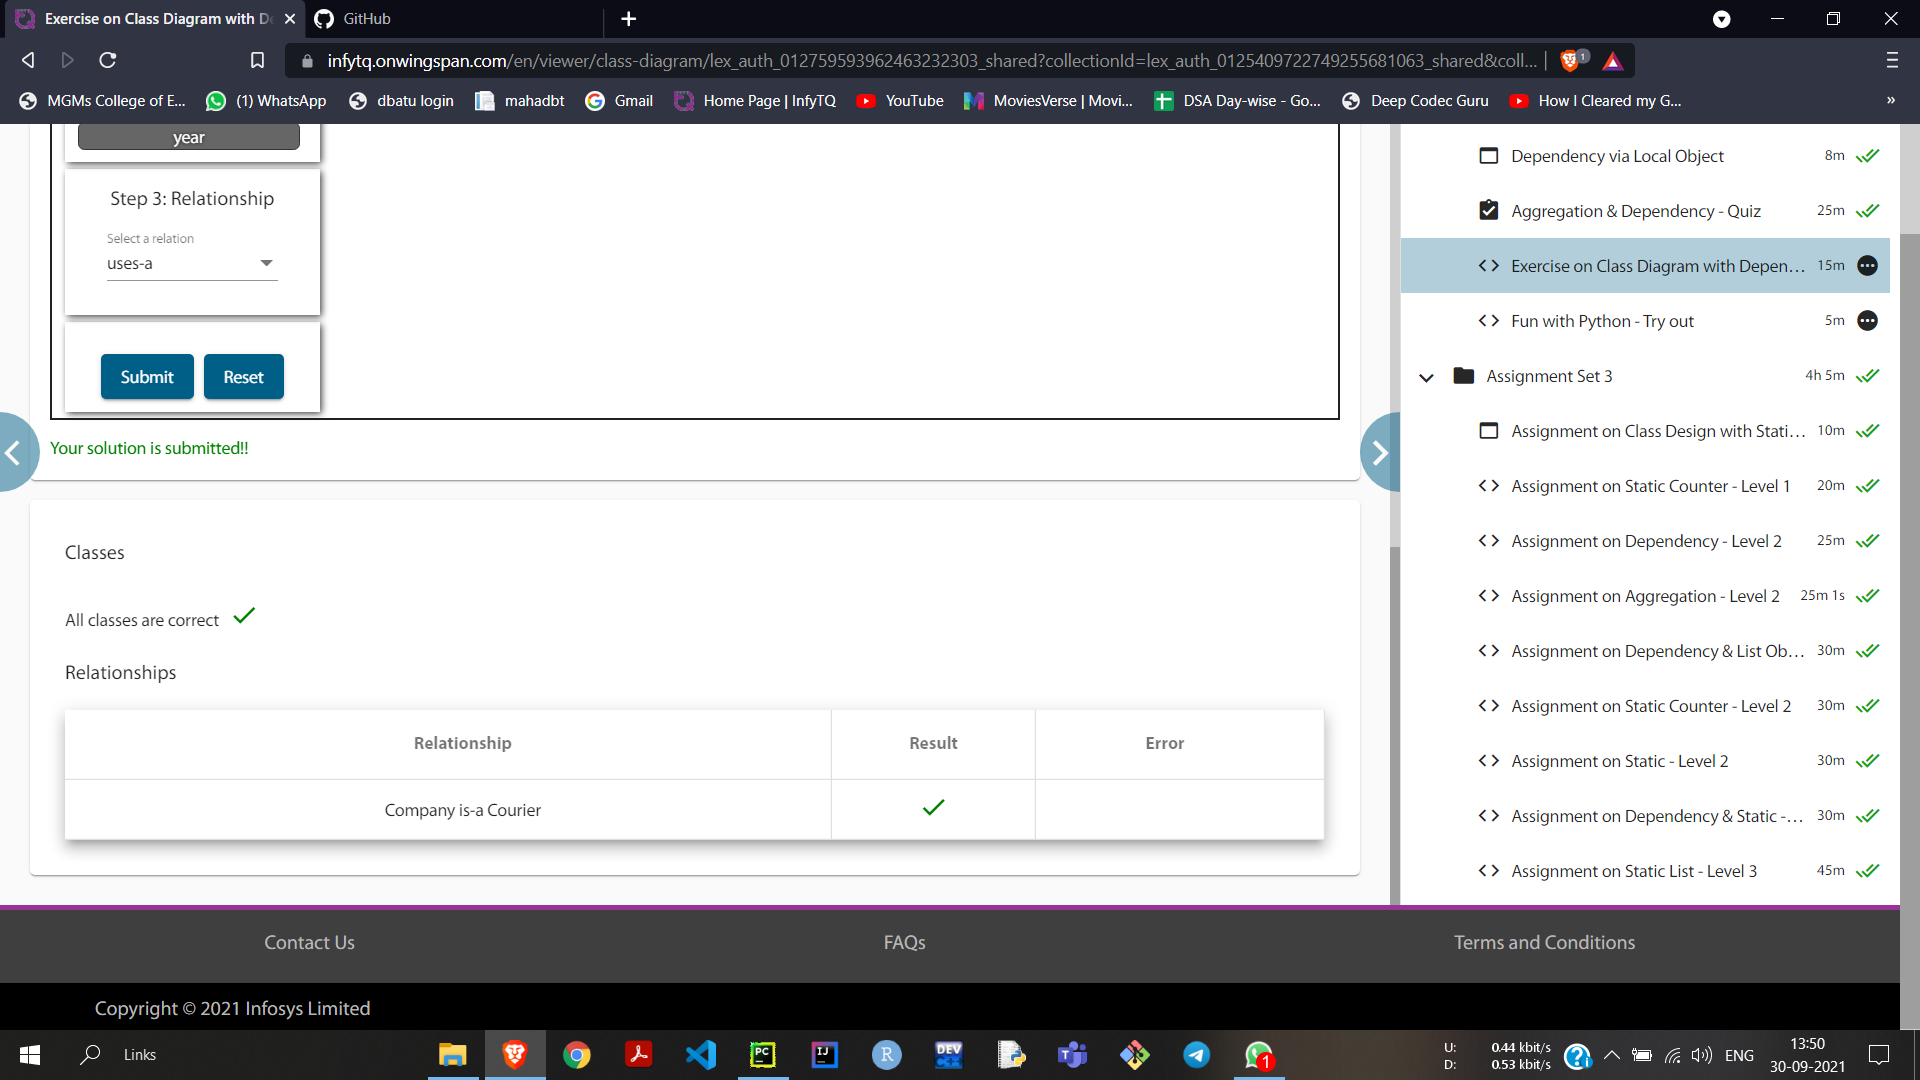 Exercise on Class Diagram with De
GitHub
infytq.onwingspan.com/en/viewer/class-diagram/lex_auth_012759593962463232303_shared?collectionId=lex_auth_0125409722749255681063_shared&coll...
1
MGMs College of E...
(1) WhatsApp
dbatu login
mahadbt
Gmail
Home Page | InfyTQ
YouTube
MoviesVerse | Movi...
DSA Day-wise - Go...
Deep Codec Guru
How I Cleared my G...
»
year
Step 3: Relationship
Select a relation
uses-a
Submit
Reset
Your solution is submitted!!
Classes
All classes are correct
Relationships
Relationship Result Error
Company is-a Courier
Dependency via Local Object 8m
Aggregation & Dependency - Quiz 25m
Exercise on Class Diagram with Depen... 15m
Fun with Python - Try out 5m
Assignment Set 3 4h 5m
Assignment on Class Design with Stati... 10m
Assignment on Static Counter - Level 1 20m
Assignment on Dependency - Level 2 25m
Assignment on Aggregation - Level 2 25m 1s
Assignment on Dependency & List Ob... 30m
Assignment on Static Counter - Level 2 30m
Assignment on Static - Level 2 30m
Assignment on Dependency & Static -... 30m
Assignment on Static List - Level 3 45m
Contact Us
FAQs
Terms and Conditions
Copyright © 2021 Infosys Limited
Links
PC
IJ
R
DEV
C++
1
U: 0.44 kbit/s
D: 0.53 kbit/s
ENG
13:50
30-09-2021